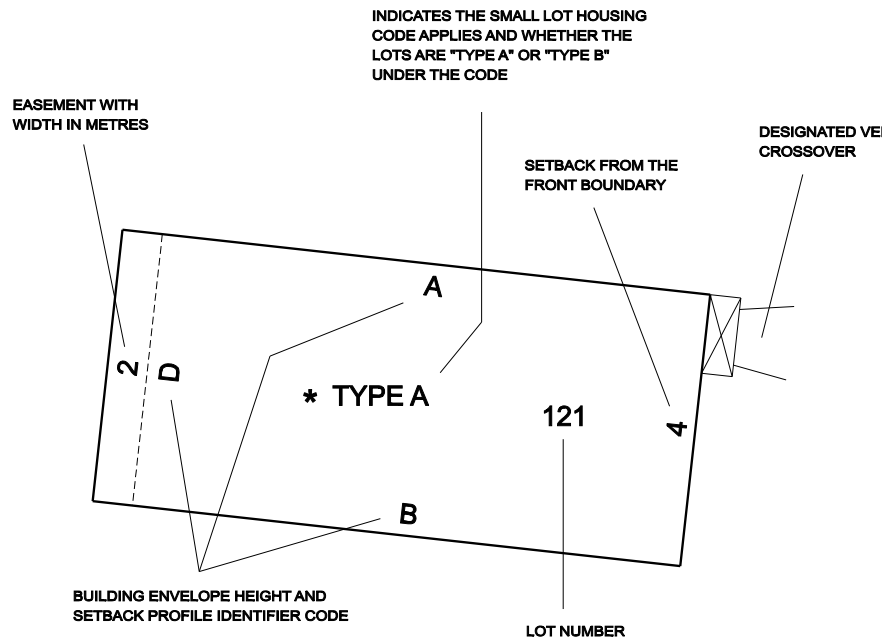 INDICATES THE SMALL LOT HOUSING
CODE APPLIES AND WHETHER THE
LOTS ARE "TYPE A" OR "TYPE B"
UNDER THE CODE
EASEMENT WITH
WIDTH IN METRES
DESIGNATED
CROSSOVER
SETBACK FROM THE
FRONT BOUNDARY
A
2
D
* TYPE A
121
4
B
BUILDING ENVELOPE HEIGHT AND
SETBACK PROFILE IDENTIFIER CODE
LOT NUMBER